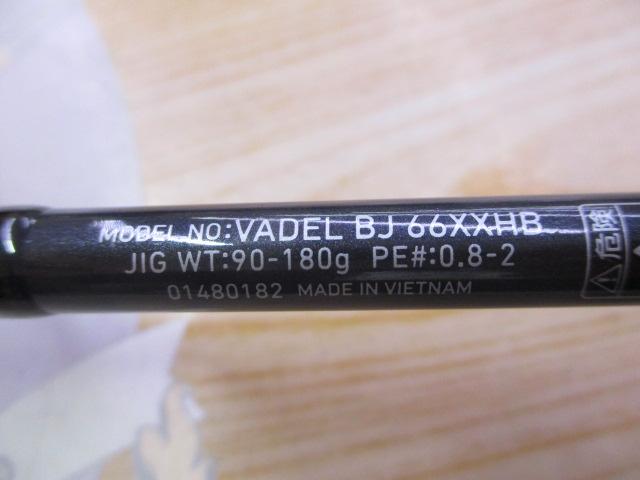 MODEL NO:VADEL BJ 66XXHB
JIG WT:90-180g PE#:0.8-2
01480182 MADE IN VIETNAM
危険